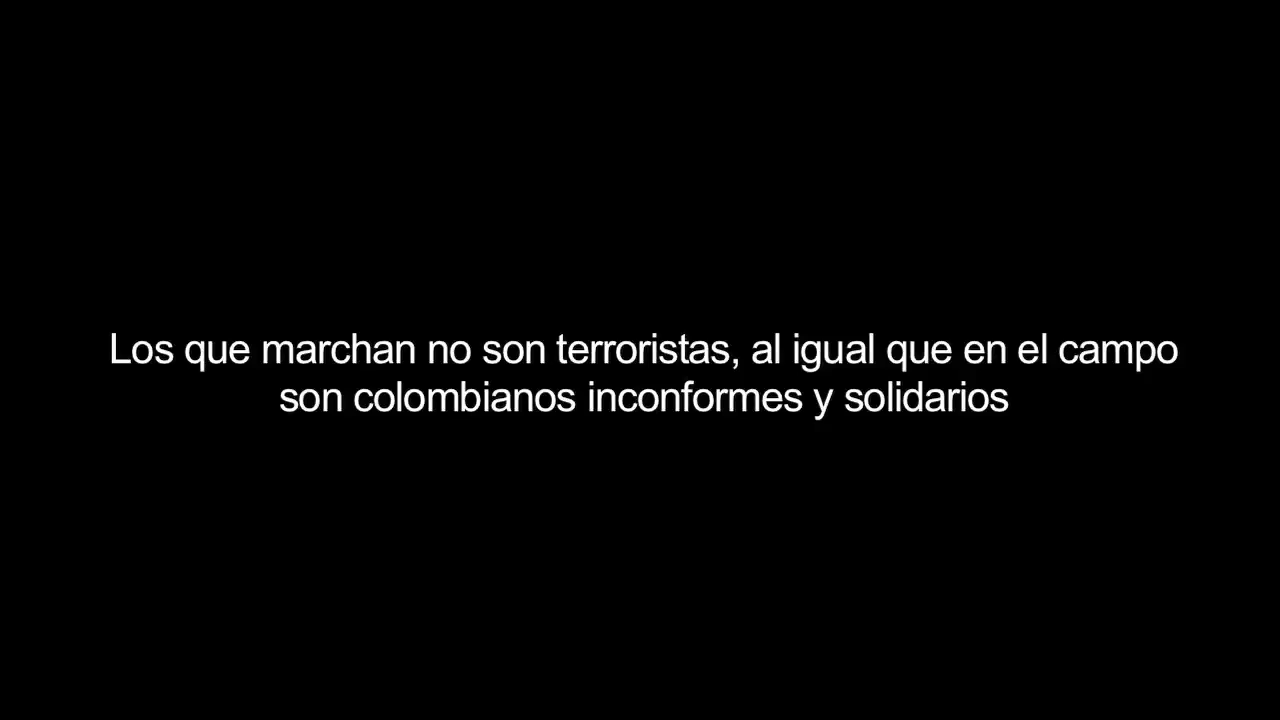 Los que marchan no son terroristas, al igual que en el campo
son colombianos inconformes y solidarios